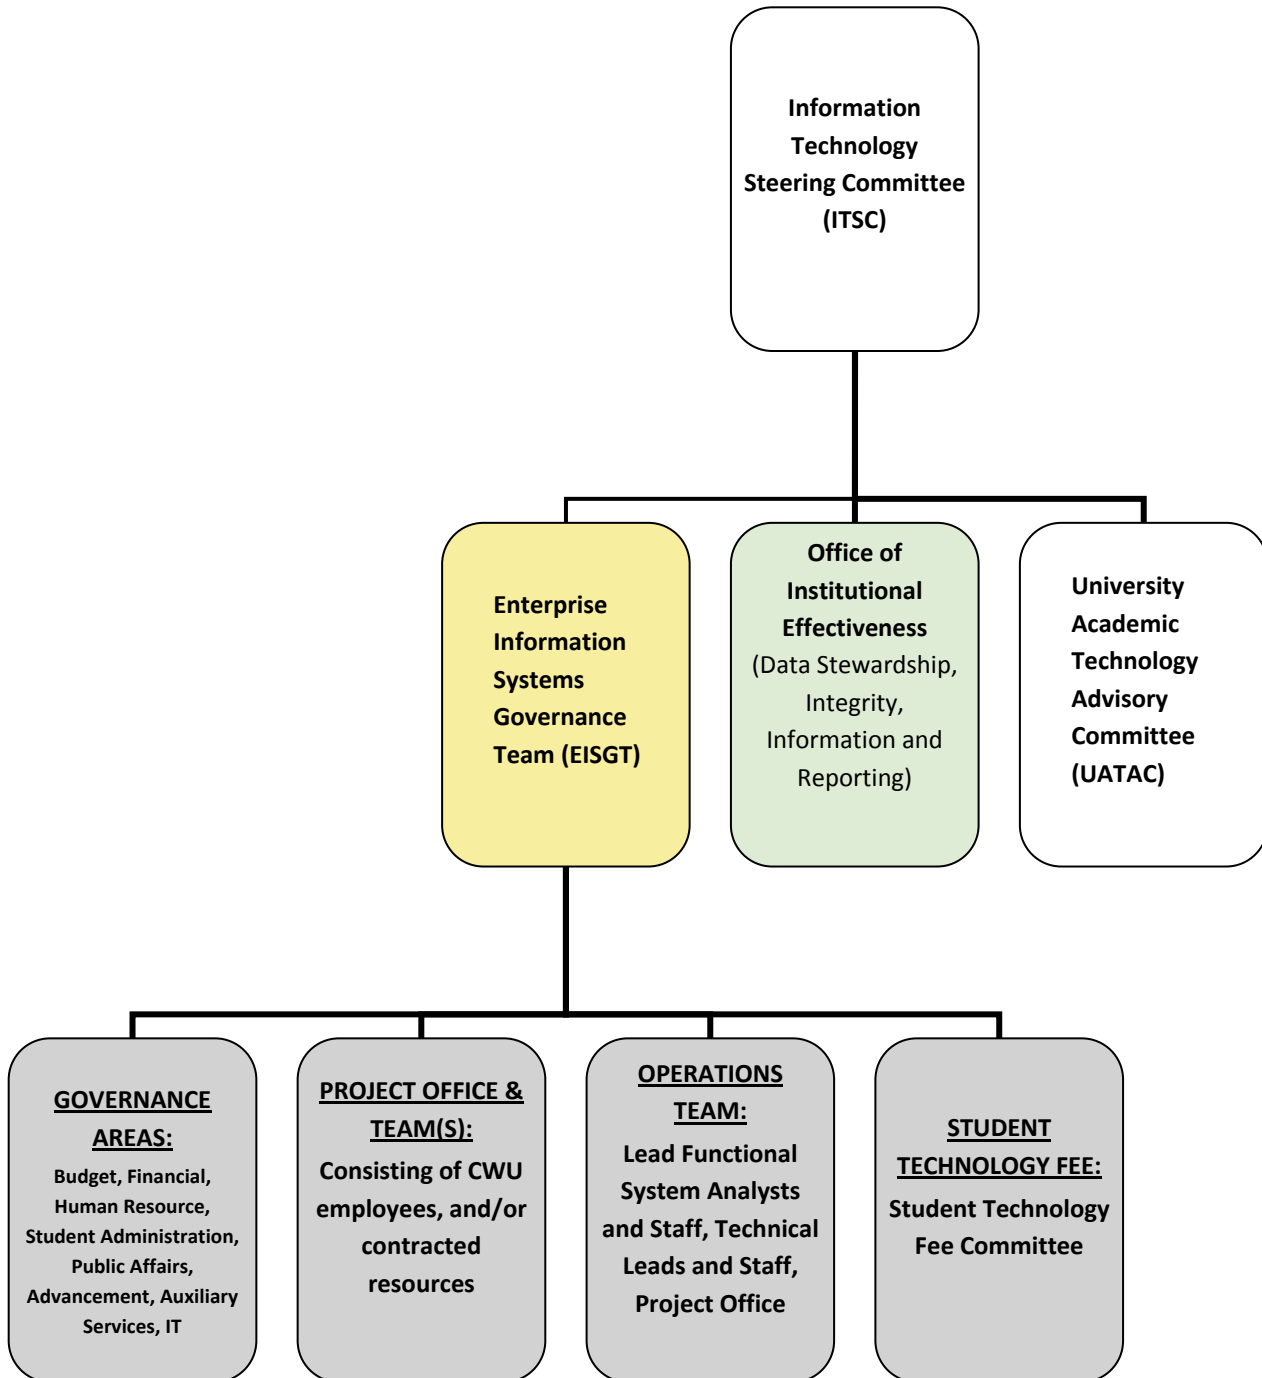 Information
Technology
Steering Committee
(ITSC)
Enterprise
Information
Systems
Governance
Team (EISGT)
Office of
Institutional
Effectiveness
(Data Stewardship,
Integrity,
Information and
Reporting)
University
Academic
Technology
Advisory
Committee
(UATAC)
GOVERNANCE
AREAS:
Budget, Financial,
Human Resource,
Student Administration,
Public Affairs,
Advancement, Auxiliary
Services, IT
PROJECT OFFICE &
TEAM(S):
Consisting of CWU
employees, and/or
contracted
resources
OPERATIONS
TEAM:
Lead Functional
System Analysts
and Staff, Technical
Leads and Staff,
Project Office
STUDENT
TECHNOLOGY FEE:
Student Technology
Fee Committee